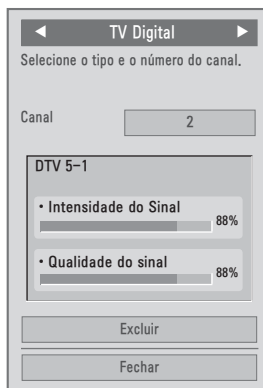 TV Digital
Selecione o tipo e o número do canal.
Canal
2
DTV 5-1
• Intensidade do Sinal
88%
• Qualidade do sinal
88%
Excluir
Fechar